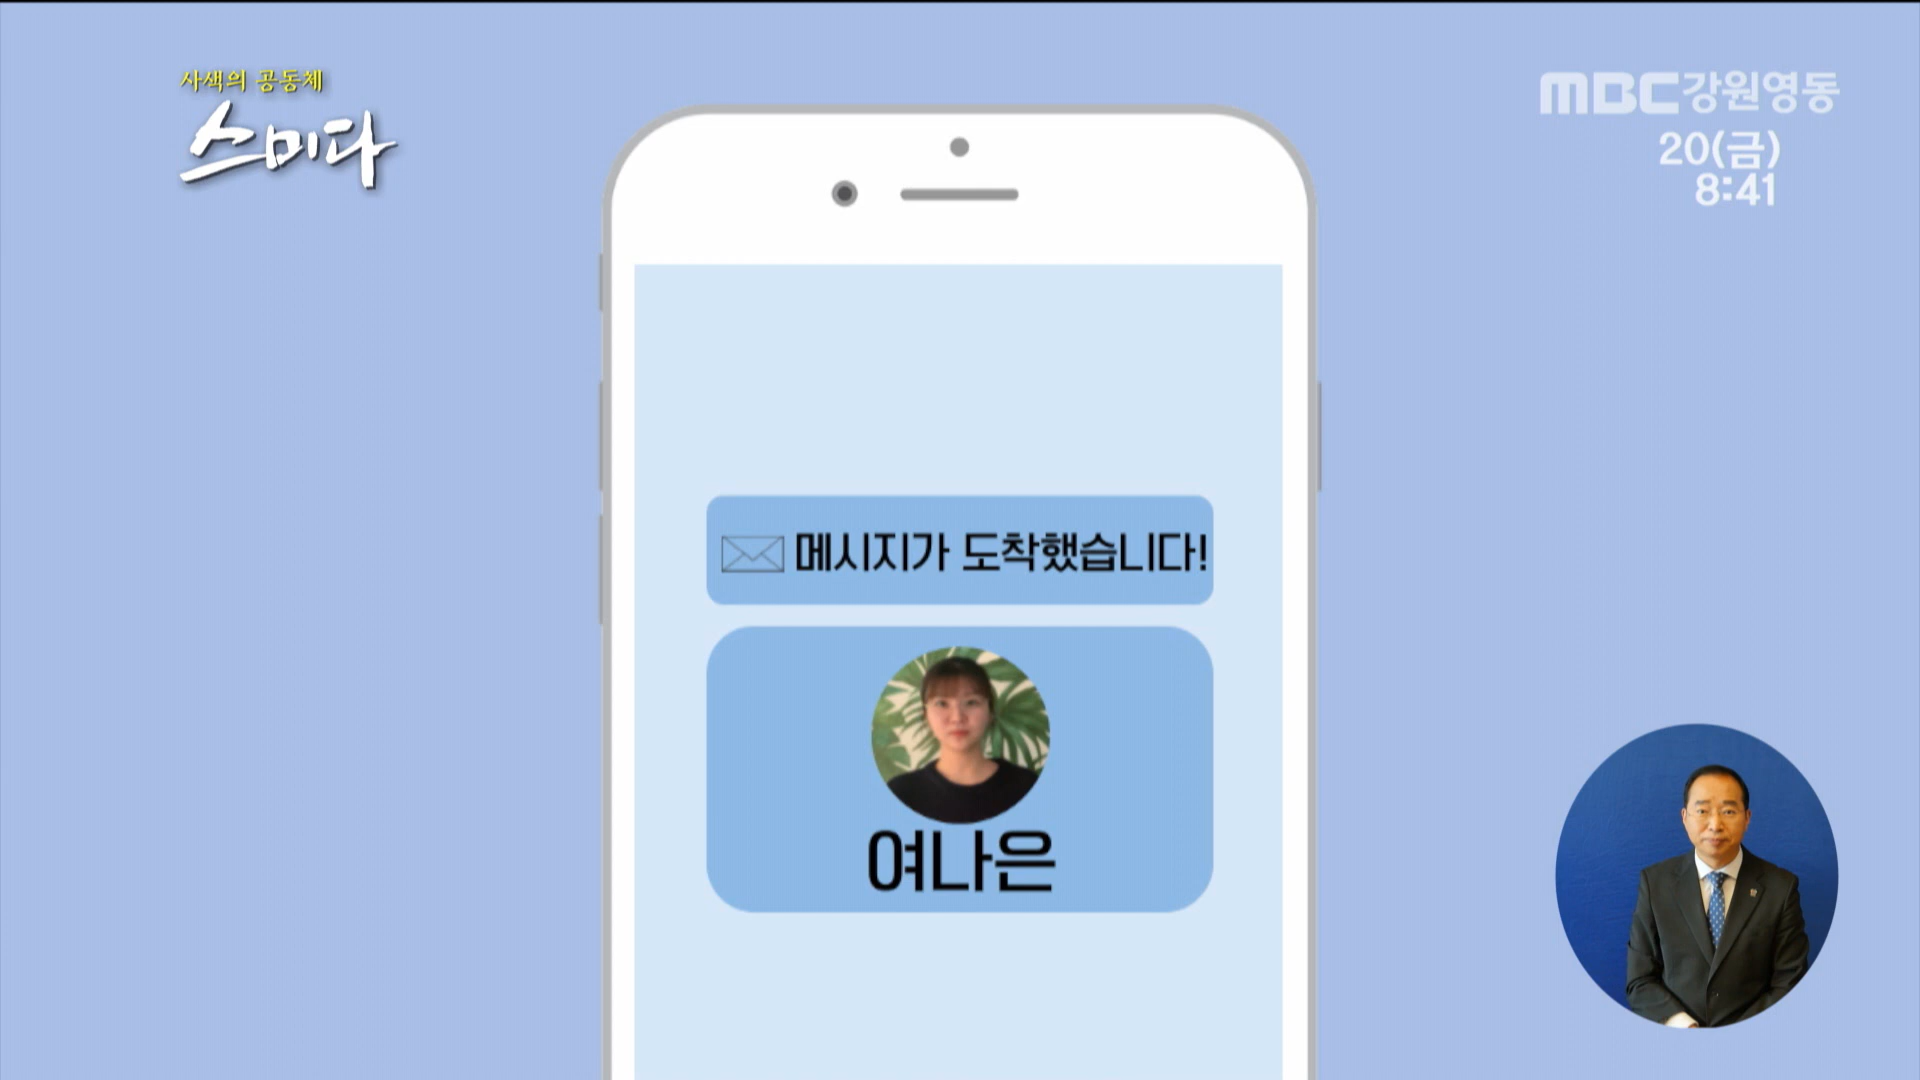 사색의 공동체
스미다
MBC강원영동
20(금)
8:41
메시지가 도착했습니다!
여나은